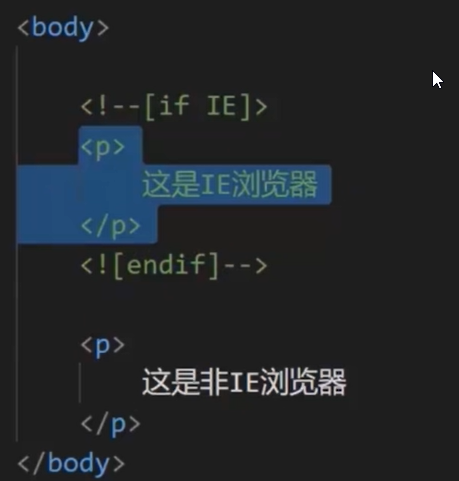 <body>
<!--[if IE]>
<p>
这是IE浏览器
</p>
<![endif]-->
<p>
这是非IE浏览器
</p>
</body>